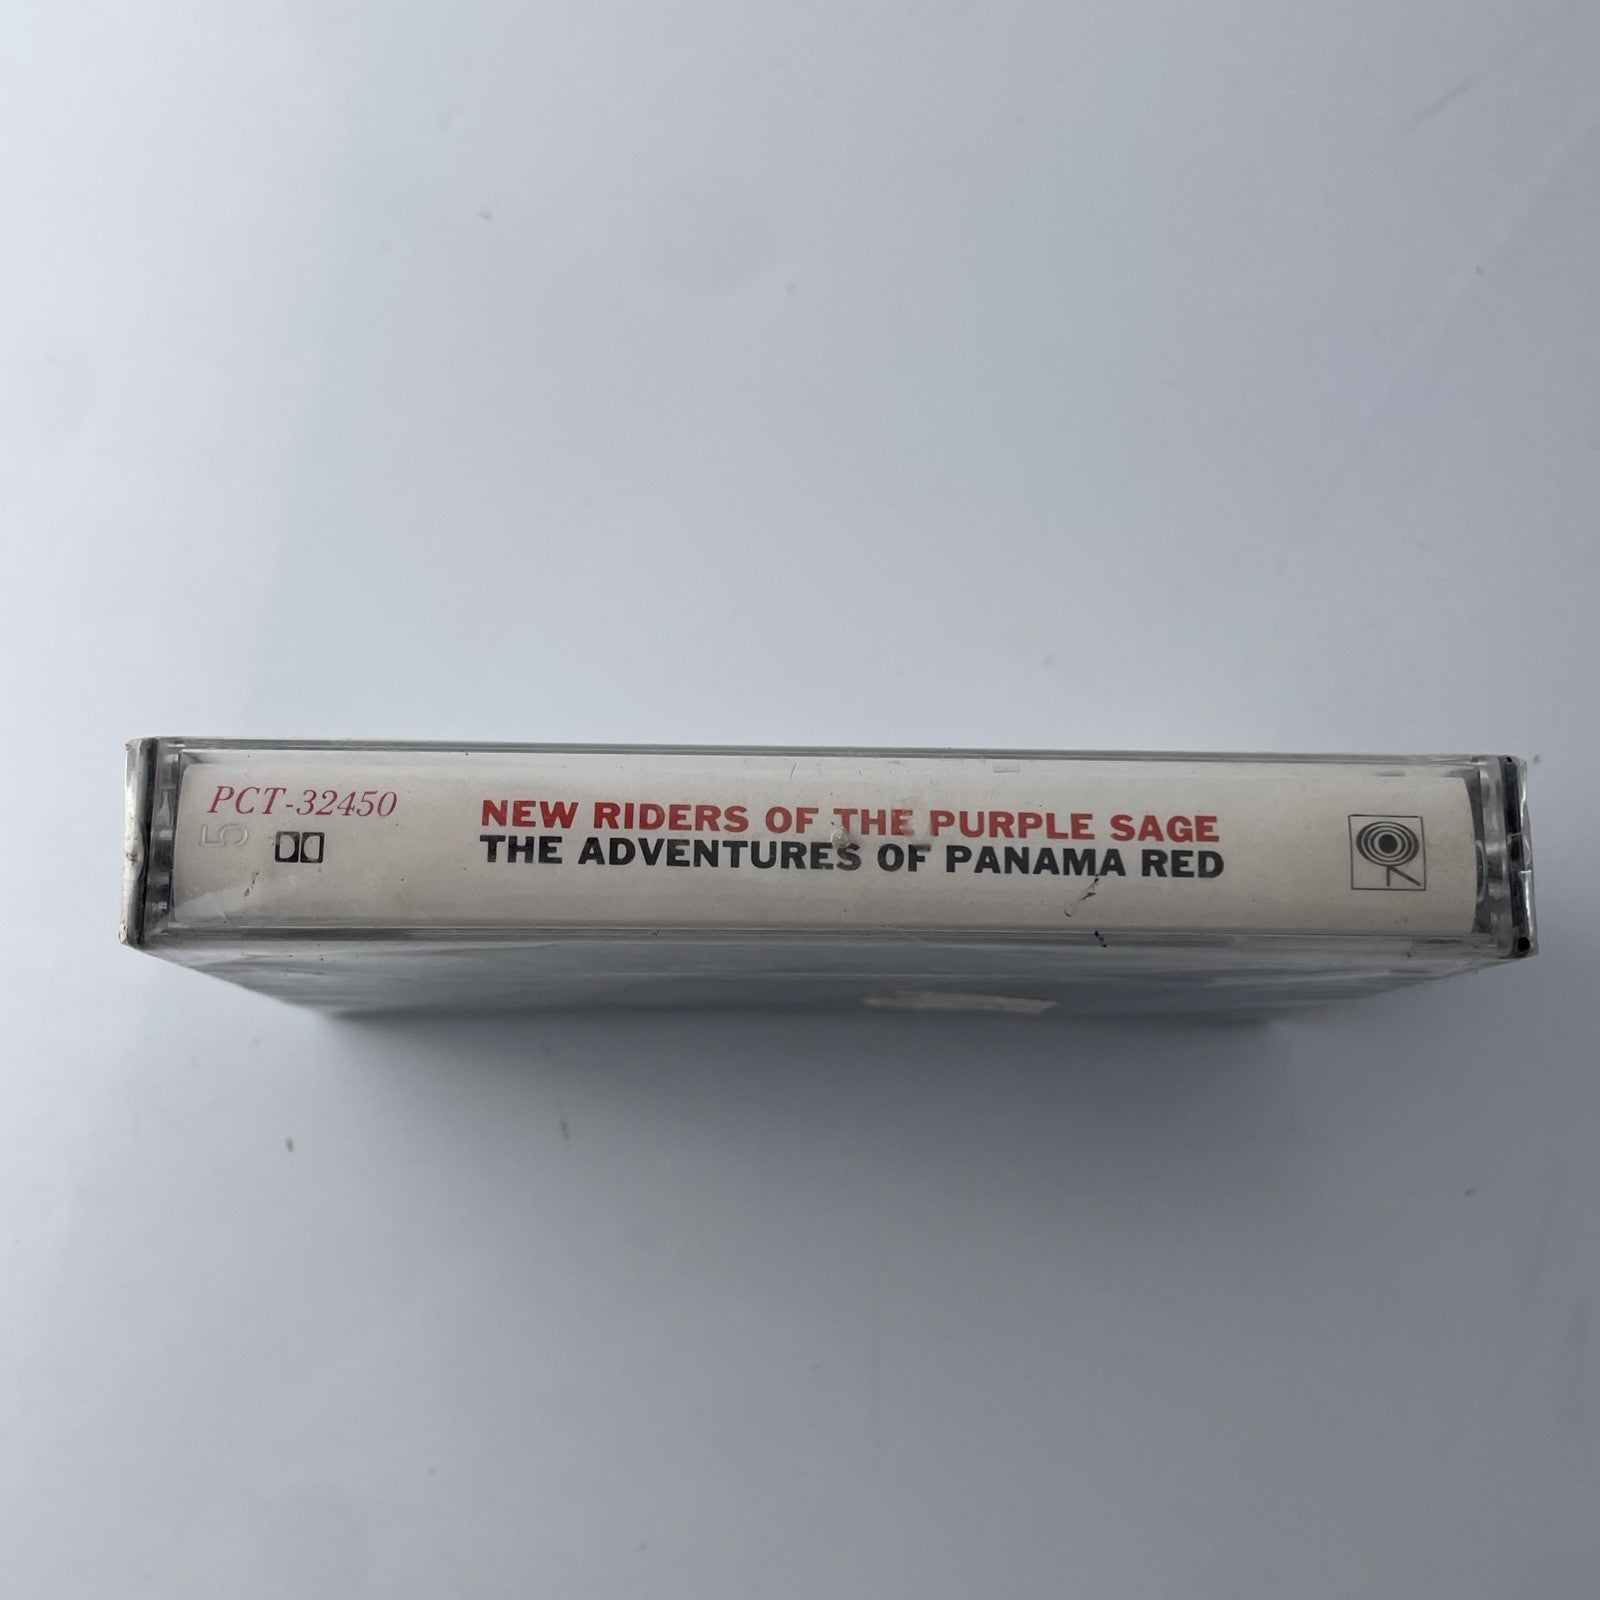 PCT-32450
5
NEW RIDERS OF THE PURPLE SAGE
THE ADVENTURES OF PANAMA RED